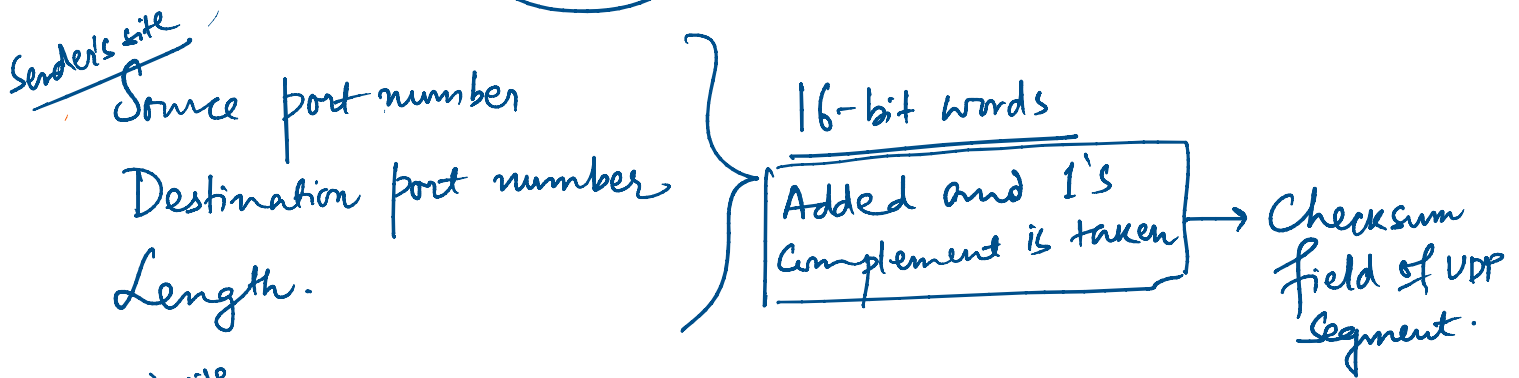 Sender's site
Source port number
Destination port number
Length.
16-bit words
Added and 1's
complement is taken
Checksum
field of UDP
segment.